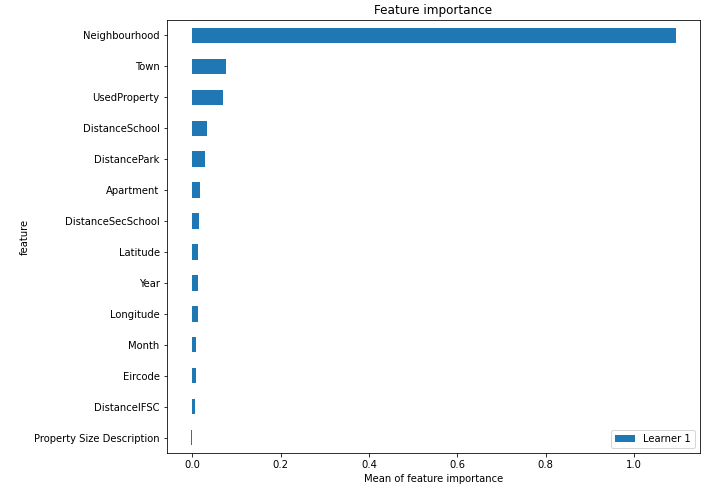 Feature importance
Neighbourhood
Town
UsedProperty
DistanceSchool
DistancePark
Apartment
DistanceSecSchool
Latitude
Year
Longitude
Month
Eircode
DistanceIFSC
Property Size Description
feature
Learner 1
0.0 0.2 0.4 0.6 0.8 1.0
Mean of feature importance